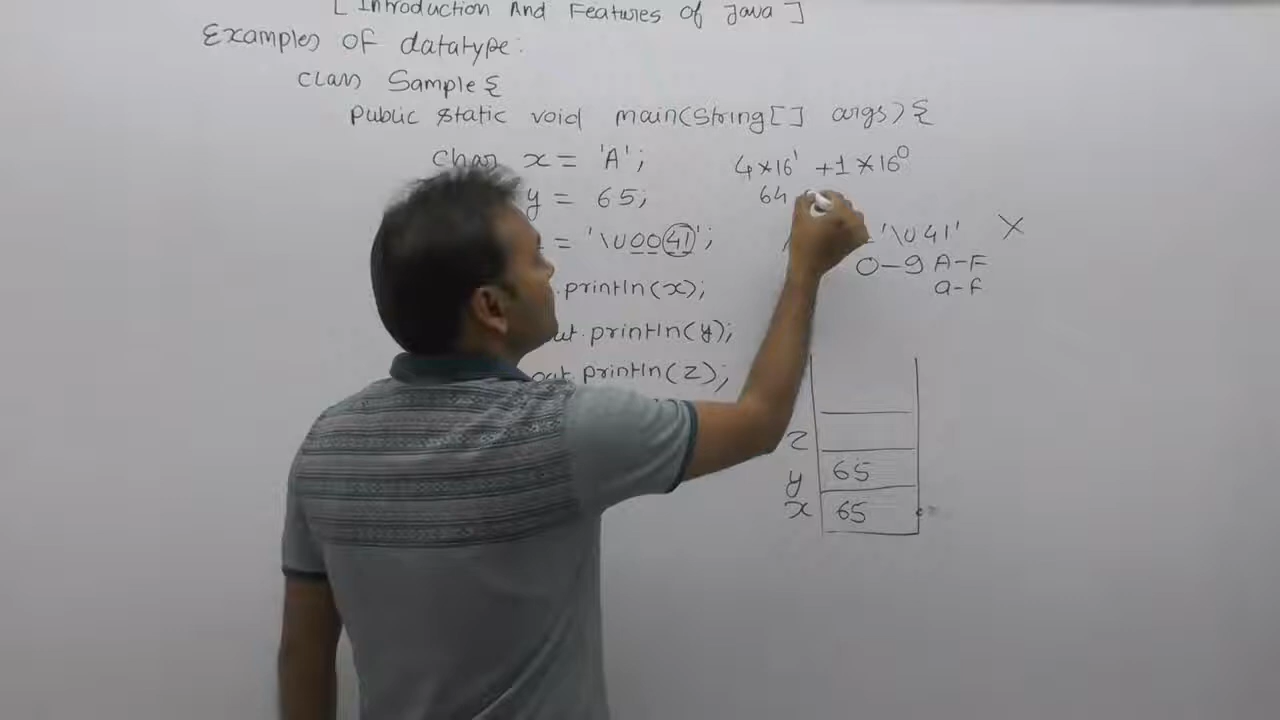 [Introduction And Features of Java]
Examples of datatype:
class Sample{
public static void main(String[] args){
char x = 'A';
4*16¹ +1*16⁰
y = 65;
64
= '\u0041';
'\u41' X
0-9 A-F
a-f
.println(x);
out.println(y);
out.println(z);
z
y 65
x 65